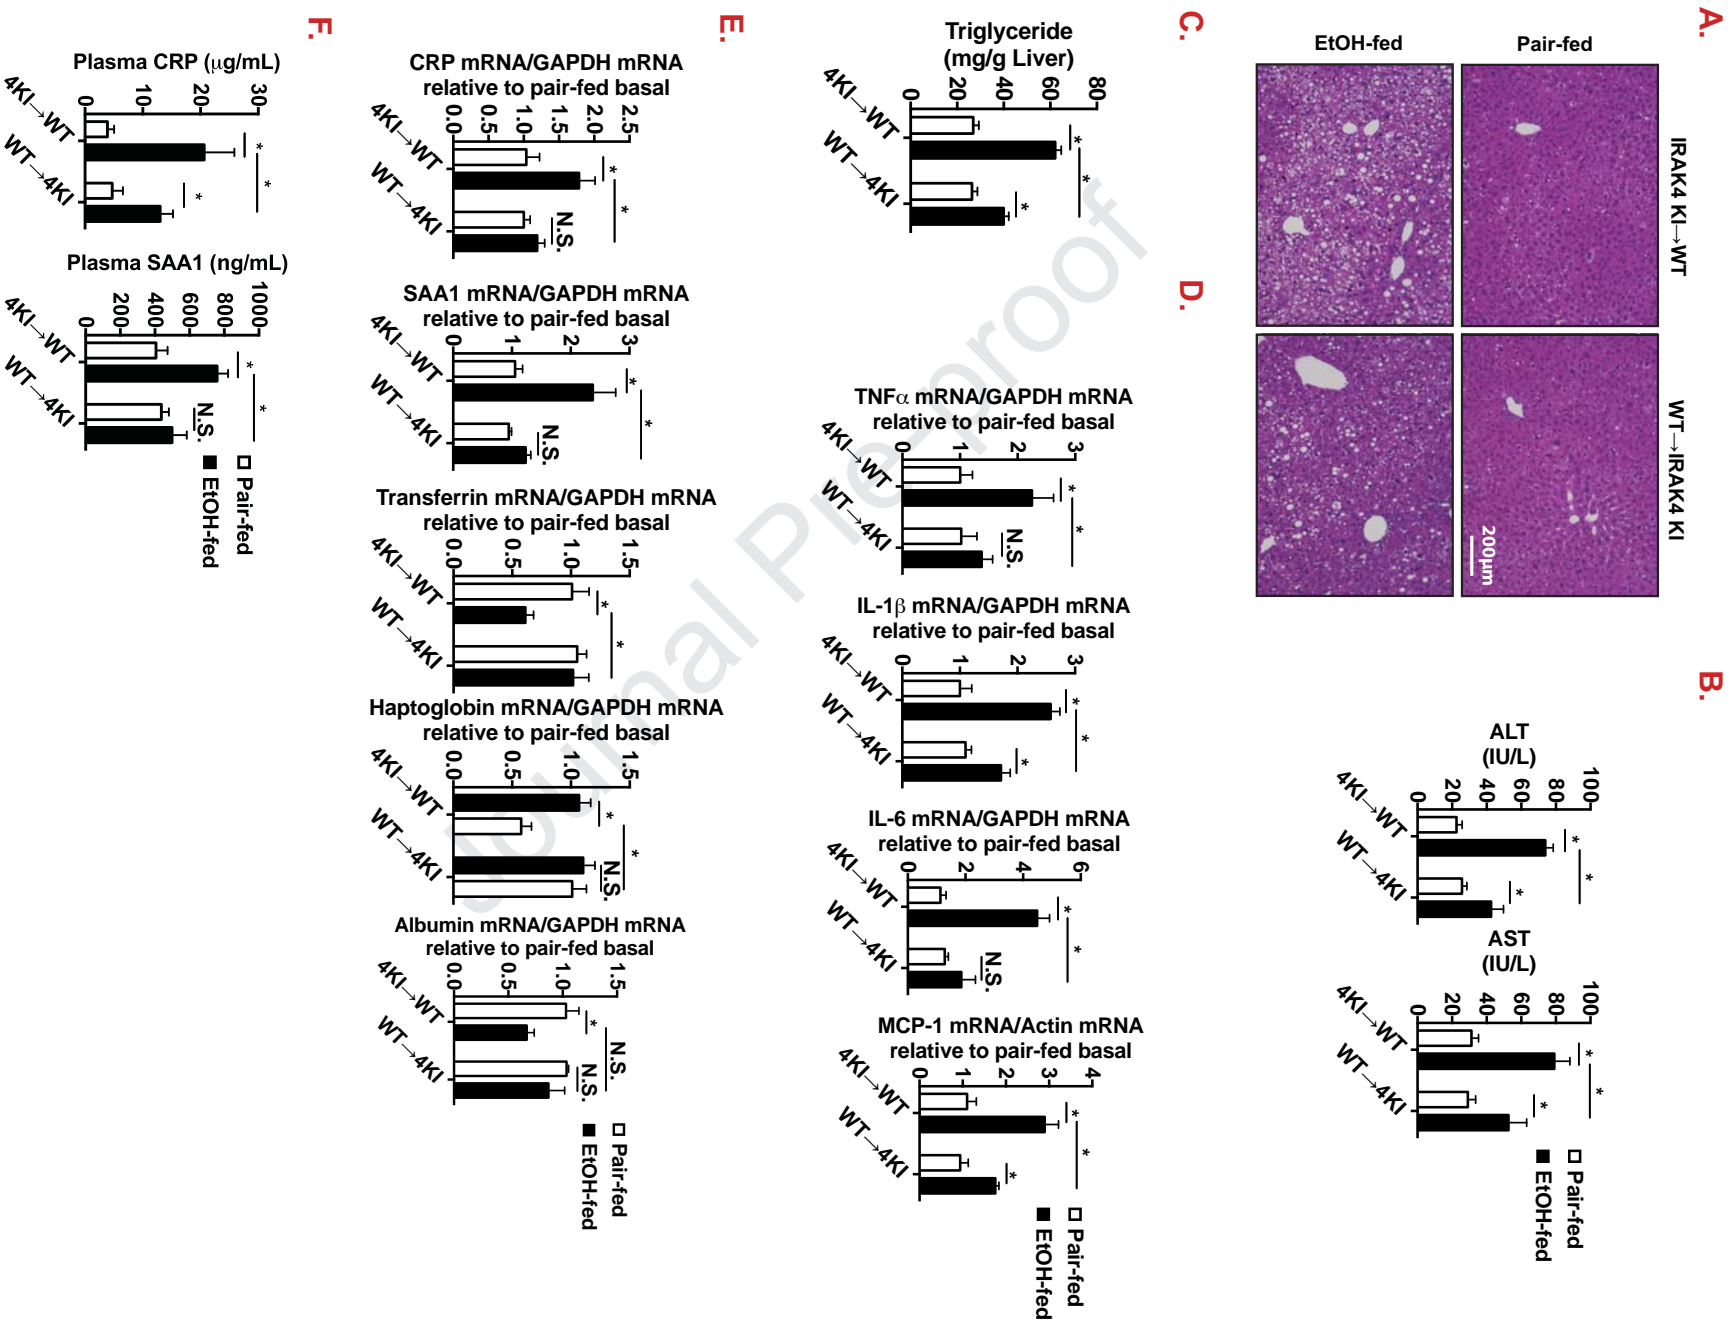 A.
IRAK4 KI→WT
WT→IRAK4 KI
Pair-fed
EtOH-fed
200μm
B.
ALT
(IU/L)
100
80
60
40
20
0
4KI→WT
WT→4KI
AST
(IU/L)
100
80
60
40
20
0
4KI→WT
WT→4KI
*
*
*
*
*
*
Pair-fed
EtOH-fed
C.
Triglyceride
(mg/g Liver)
80
60
40
20
0
4KI→WT
WT→4KI
*
*
*
D.
TNFα mRNA/GAPDH mRNA
relative to pair-fed basal
3
2
1
0
4KI→WT
WT→4KI
*
*
N.S.
IL-1β mRNA/GAPDH mRNA
relative to pair-fed basal
3
2
1
0
4KI→WT
WT→4KI
*
*
*
IL-6 mRNA/GAPDH mRNA
relative to pair-fed basal
6
4
2
0
4KI→WT
WT→4KI
*
*
N.S.
MCP-1 mRNA/Actin mRNA
relative to pair-fed basal
4
3
2
1
0
4KI→WT
WT→4KI
*
*
*
Pair-fed
EtOH-fed
E.
CRP mRNA/GAPDH mRNA
relative to pair-fed basal
2.5
2.0
1.5
1.0
0.5
0.0
4KI→WT
WT→4KI
*
*
N.S.
SAA1 mRNA/GAPDH mRNA
relative to pair-fed basal
3
2
1
0
4KI→WT
WT→4KI
*
*
N.S.
Transferrin mRNA/GAPDH mRNA
relative to pair-fed basal
1.5
1.0
0.5
0.0
4KI→WT
WT→4KI
*
*
Haptoglobin mRNA/GAPDH mRNA
relative to pair-fed basal
1.5
1.0
0.5
0.0
4KI→WT
WT→4KI
*
*
N.S.
Albumin mRNA/GAPDH mRNA
relative to pair-fed basal
1.5
1.0
0.5
0.0
4KI→WT
WT→4KI
*
N.S.
N.S.
Pair-fed
EtOH-fed
F.
Plasma CRP (μg/mL)
30
20
10
0
4KI→WT
WT→4KI
*
*
*
Plasma SAA1 (ng/mL)
1000
800
600
400
200
0
4KI→WT
WT→4KI
*
*
N.S.
Pair-fed
EtOH-fed
Journal Pre-proof